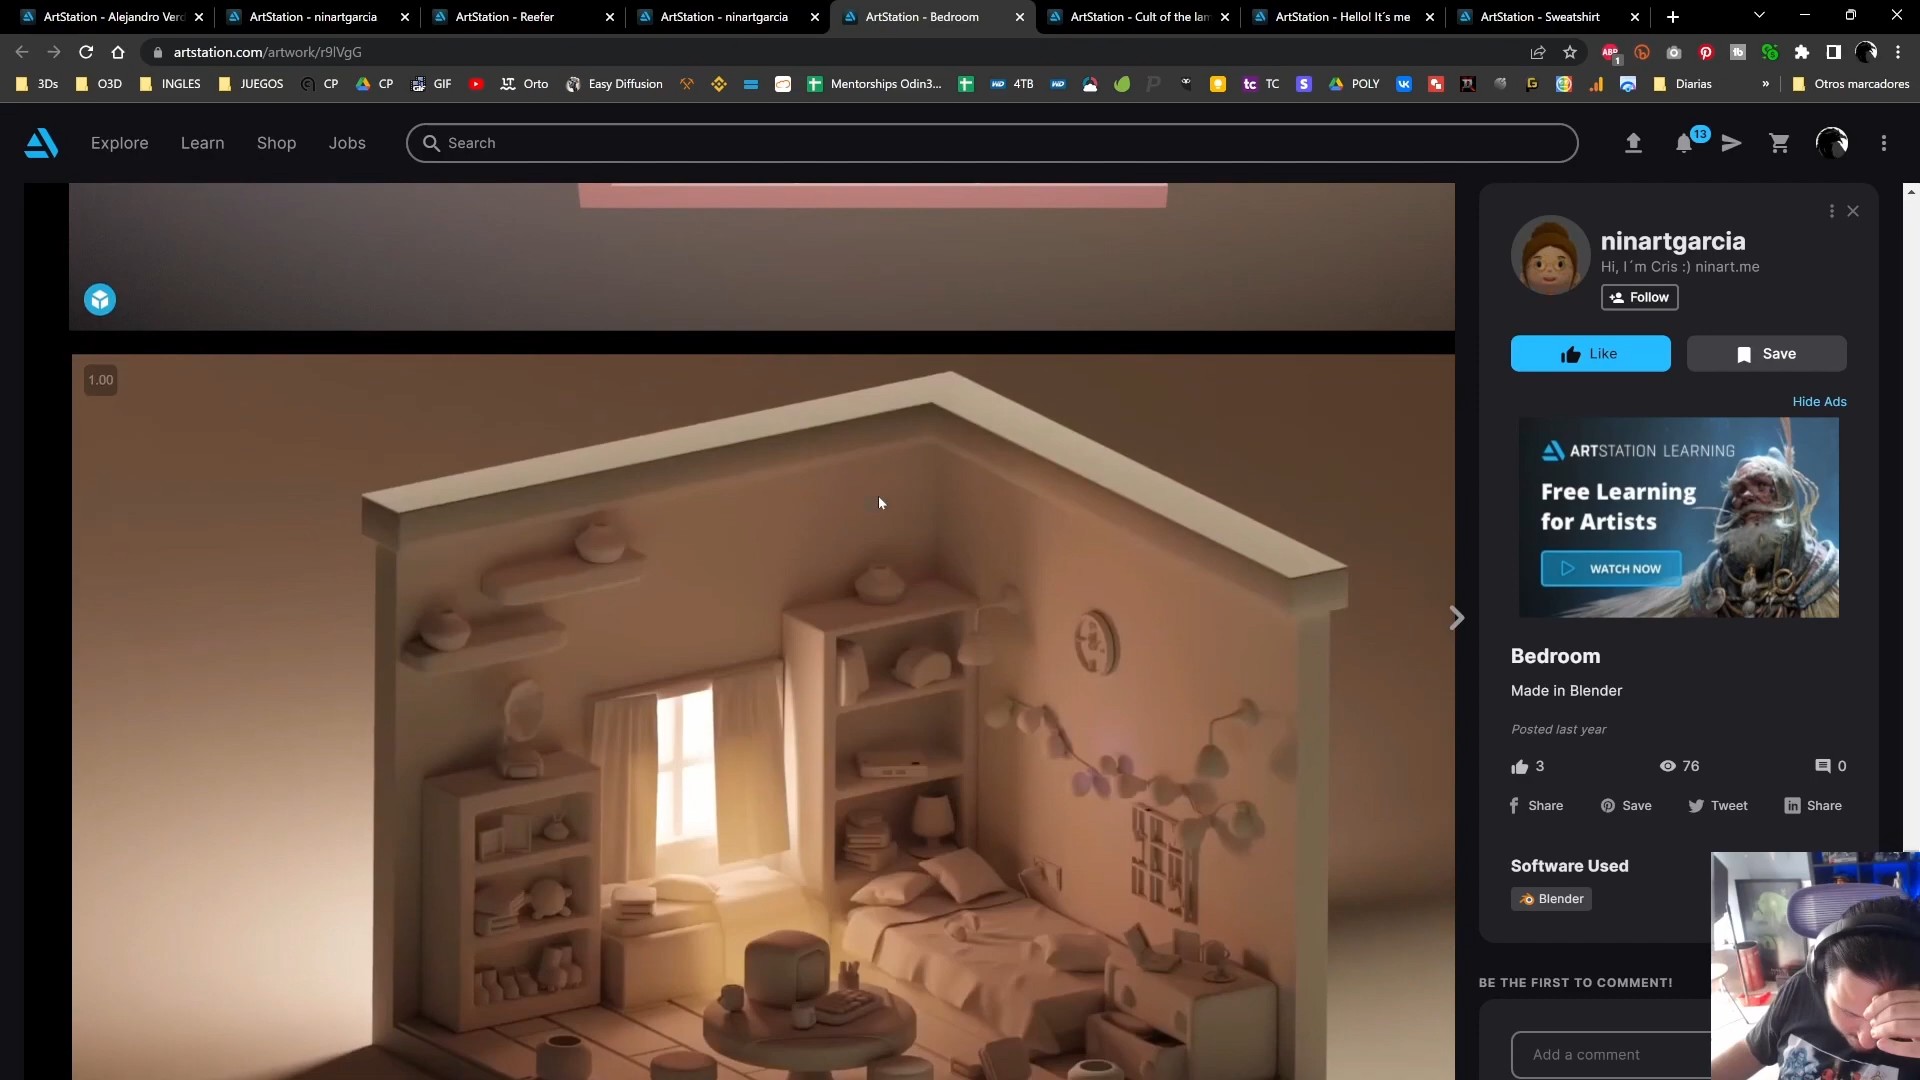 ArtStation - Alejandro Verd
ArtStation - ninartgarcia
ArtStation - Reefer
ArtStation - ninartgarcia
ArtStation - Bedroom
ArtStation - Cult of the lam
ArtStation - Hello! It´s me
ArtStation - Sweatshirt
artstation.com/artwork/r9lVgG
ABP
1
3Ds
O3D
INGLES
JUEGOS
CP
CP
GIF
Orto
Easy Diffusion
Mentorships Odin3...
4TB
TC
POLY
Diarias
»
Otros marcadores
Explore
Learn
Shop
Jobs
Search
13
1.00
ninartgarcia
Hi, I´m Cris :) ninart.me
Follow
Like
Save
Hide Ads
ARTSTATION LEARNING
Free Learning
for Artists
WATCH NOW
Bedroom
Made in Blender
Posted last year
3
76
0
Share
Save
Tweet
Share
Software Used
Blender
BE THE FIRST TO COMMENT!
Add a comment